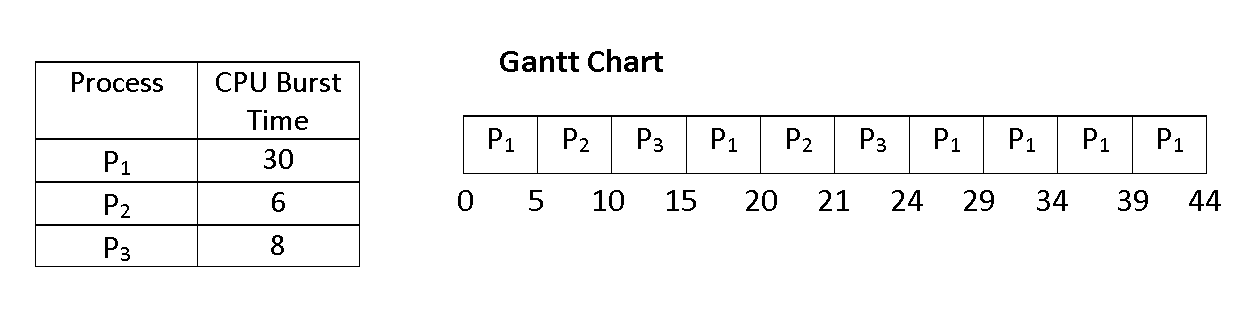 Gantt Chart
Process CPU Burst
Time
P₁ 30
P₂ 6
P₃ 8
P₁ P₂ P₃ P₁ P₂ P₃ P₁ P₁ P₁ P₁
0 5 10 15 20 21 24 29 34 39 44